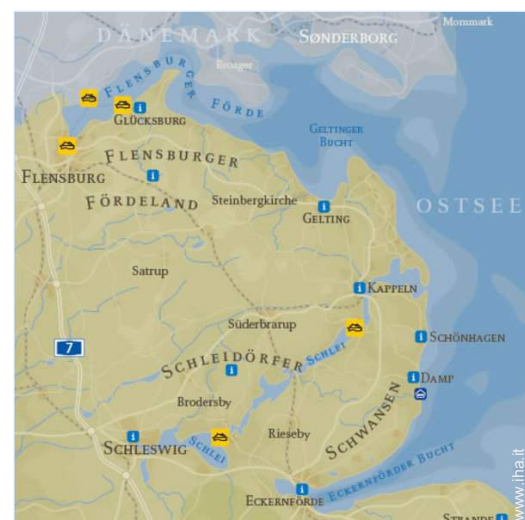 Mommark
DÄNEMARK
SØNDERBORG
Broager
FLENSBURGER FÖRDE
GLÜCKSBURG
GELTINGER
BUCHT
FLENSBURGER
FÖRDELAND
FLENSBURG
Steinbergkirche
GELTING
OSTSEE
Satrup
KAPPELN
Süderbrarup
SCHLEI
SCHÖNHAGEN
7
SCHLEIDÖRFER
DAMP
Brodersby
SCHWANSEN
SCHLESWIG
SCHLEI
Rieseby
ECKERNFÖRDER BUCHT
ECKERNFÖRDE
STRANDE
www.iha.it